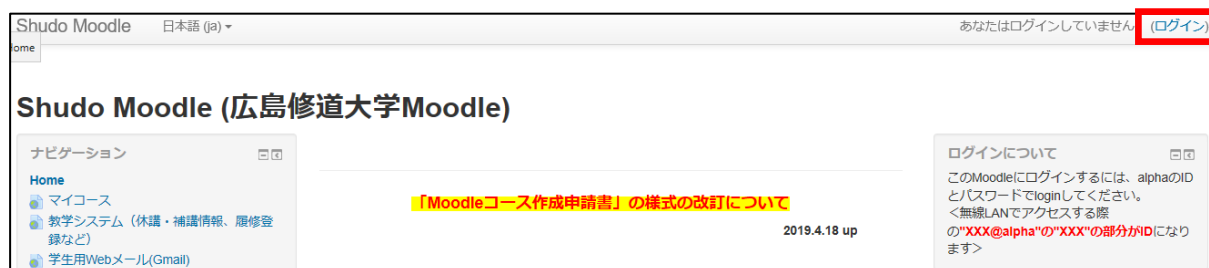 Shudo Moodle 日本語 (ja) あなたはログインしていません (ログイン)
Home
Shudo Moodle (広島修道大学Moodle)
ナビゲーション
Home
マイコース
教学システム（休講・補講情報、履修登
録など）
学生用Webメール(Gmail)
「Moodleコース作成申請書」の様式の改訂について
2019.4.18 up
ログインについて
このMoodleにログインするには、alphaのID
とパスワードでloginしてください。
＜無線LANでアクセスする際
の"XXX@alpha"の"XXX"の部分がIDになり
ます＞